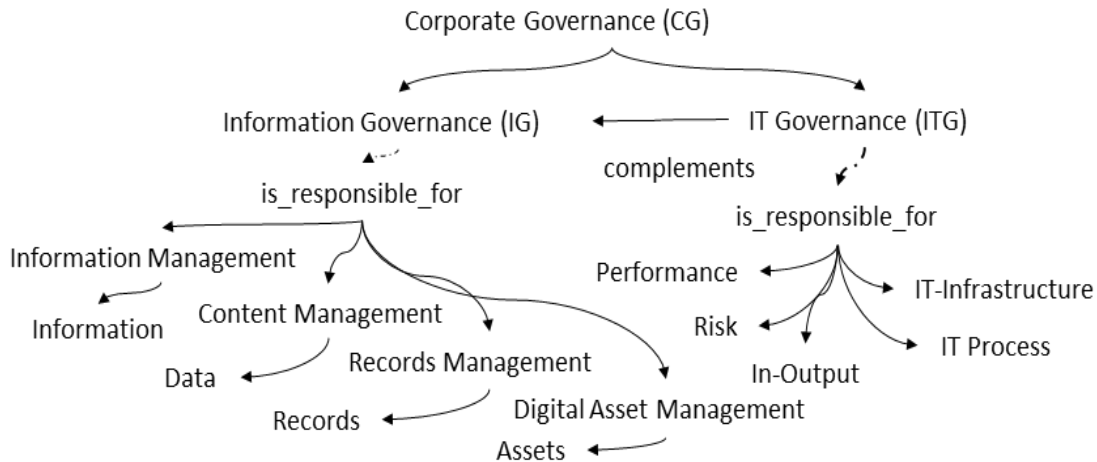 Corporate Governance (CG)
Information Governance (IG)
IT Governance (ITG)
complements
is_responsible_for
is_responsible_for
Information Management
Performance
IT-Infrastructure
Content Management
Information
Risk
IT Process
Records Management
In-Output
Data
Digital Asset Management
Records
Assets